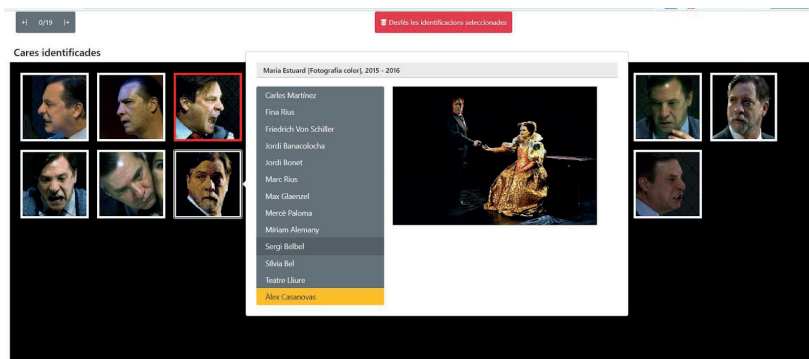 +| 0/19 |+
Desfés les identificacions seleccionades
Cares identificades
Maria Estuard [Fotografia color], 2015 - 2016
Carles Martínez
Fina Rius
Friedrich Von Schiller
Jordi Banacolocha
Jordi Bonet
Marc Rius
Max Glaenzel
Mercè Paloma
Míriam Alemany
Sergi Belbel
Sílvia Bel
Teatre Lliure
Àlex Casanovas